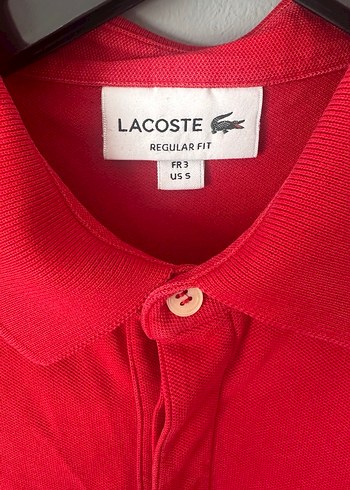 LACOSTE
REGULAR FIT
FR 3
US S